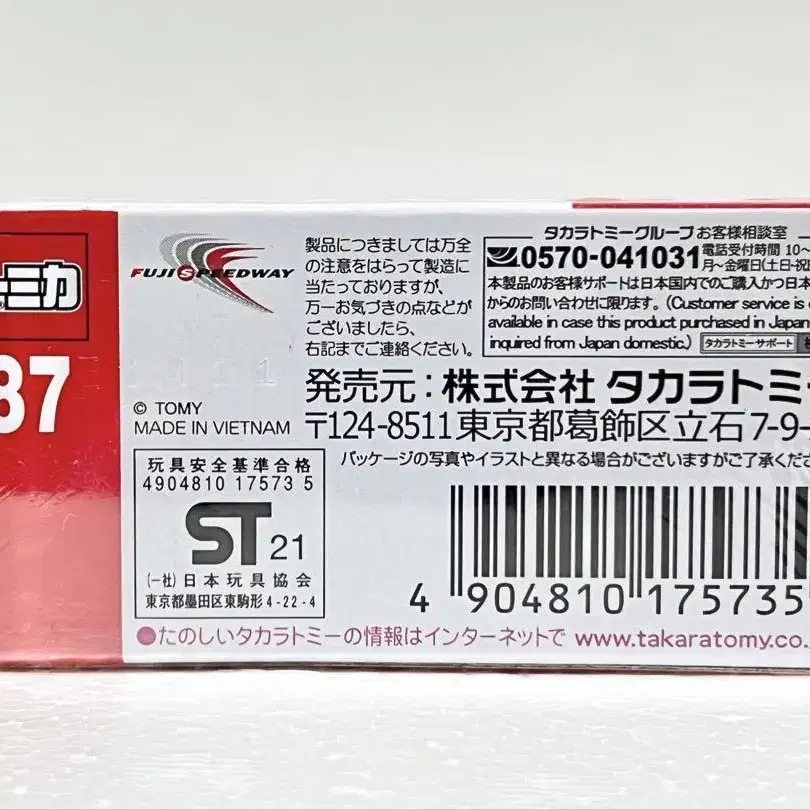 トミカ
37
FUJI SPEEDWAY
© TOMY
MADE IN VIETNAM
玩具安全基準合格
4904810 17573 5
ST 21
(一社)日本玩具協会
東京都墨田区東駒形4-22-4
製品につきましては万全
の注意をはらって製造に
当たっておりますが、
万一お気づきの点などが
ございましたら、
右記までご連絡ください。
タカラトミーグループ お客様相談室
0570-041031
電話受付時間 10〜
月〜金曜日(土日・祝
本製品のお客様サポートは日本国内でのご購入かつ日本
からのお問い合わせに限ります。(Customer service is
available in case this product purchased in Japan
inquired from Japan domestic.) タカラトミーサポート
発売元:株式会社 タカラトミー
〒124-8511東京都葛飾区立石7-9-
パッケージの写真やイラストと異なる場合がございますがご了承くださ
4 904810 175735
●たのしいタカラトミーの情報はインターネットで www.takaratomy.co.